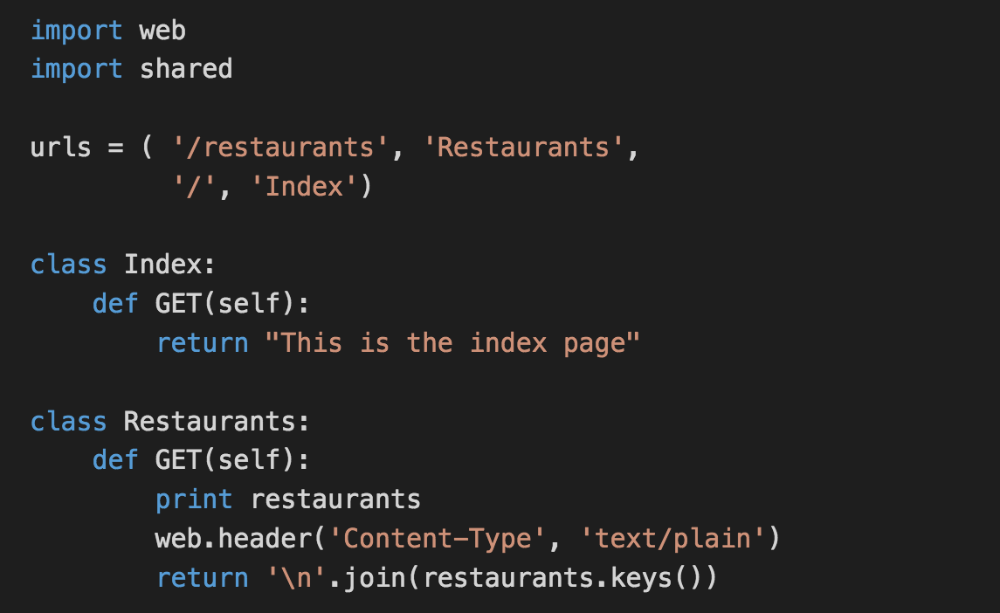 import web
import shared

urls = ( '/restaurants', 'Restaurants',
         '/', 'Index')

class Index:
    def GET(self):
        return "This is the index page"

class Restaurants:
    def GET(self):
        print restaurants
        web.header('Content-Type', 'text/plain')
        return '\n'.join(restaurants.keys())